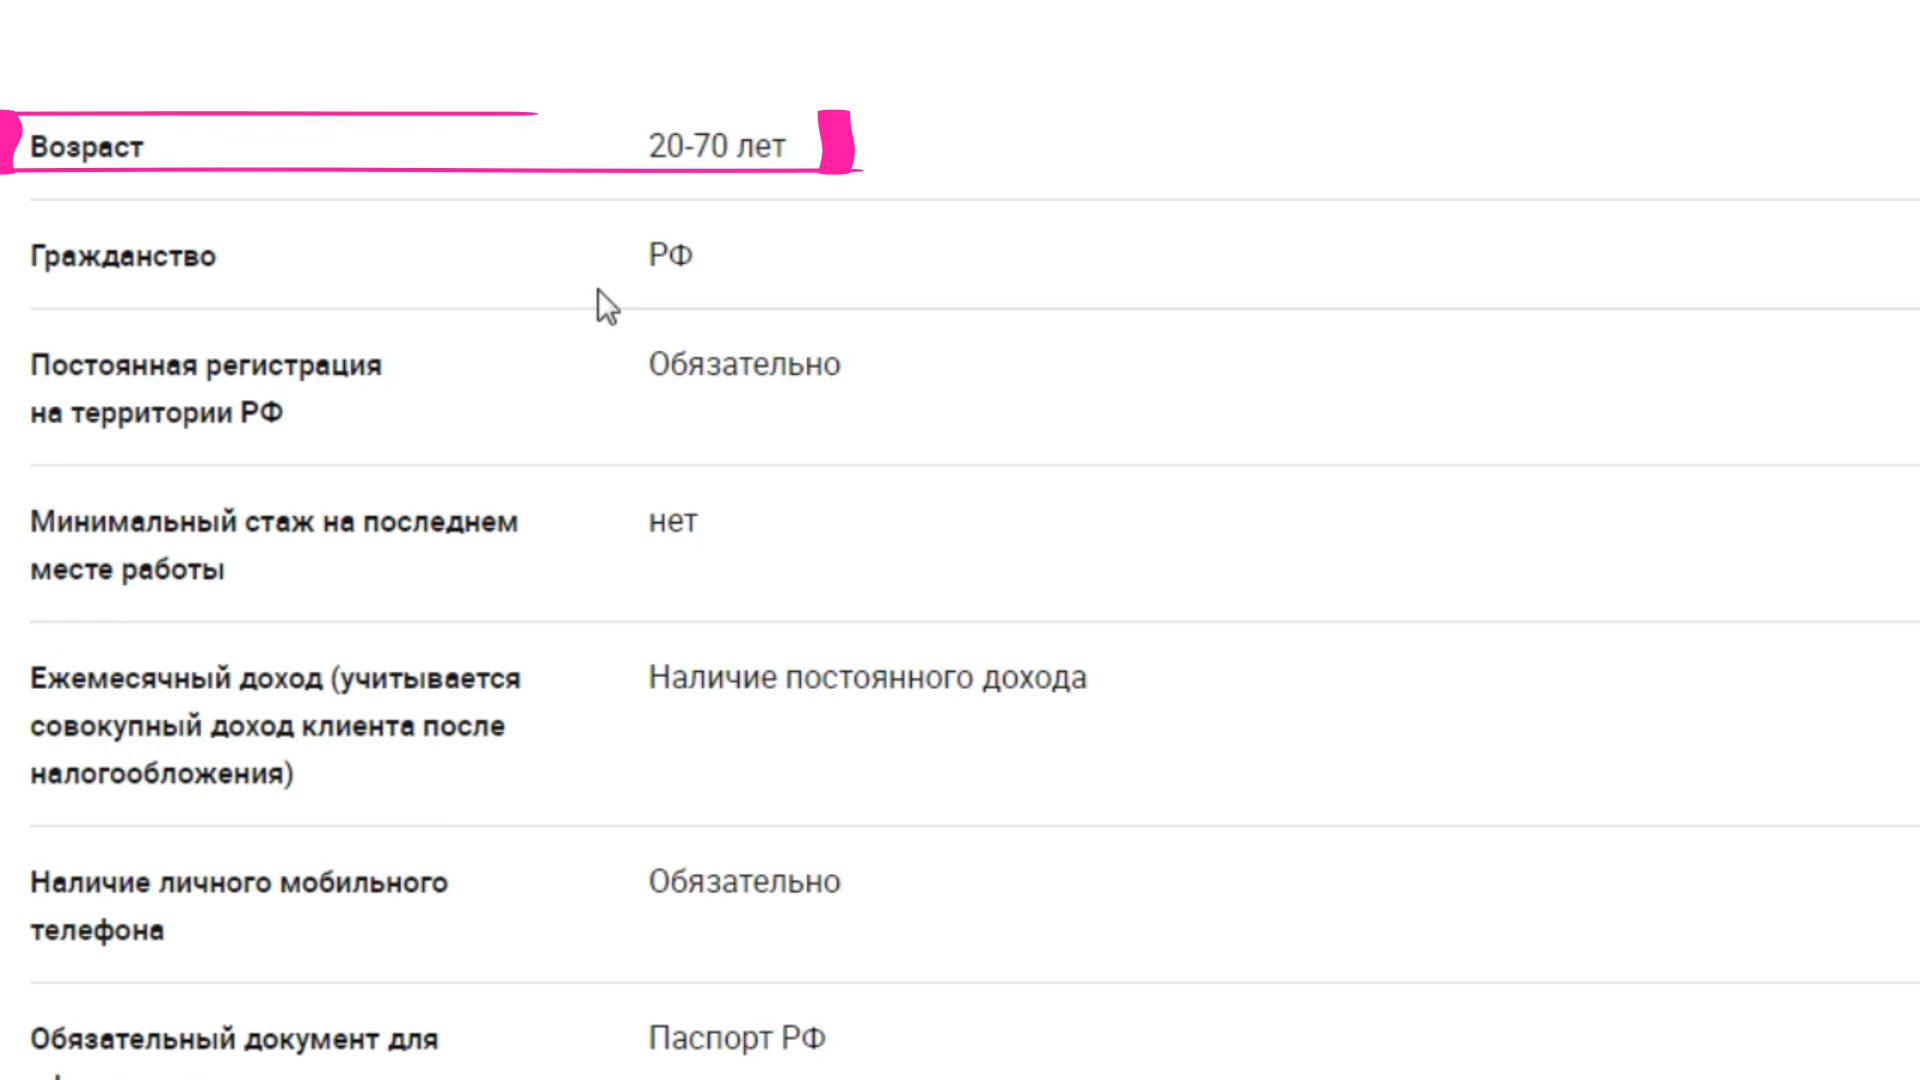 Возраст 20-70 лет
Гражданство РФ
Постоянная регистрация Обязательно
на территории РФ
Минимальный стаж на последнем нет
месте работы
Ежемесячный доход (учитывается Наличие постоянного дохода
совокупный доход клиента после
налогообложения)
Наличие личного мобильного Обязательно
телефона
Обязательный документ для Паспорт РФ